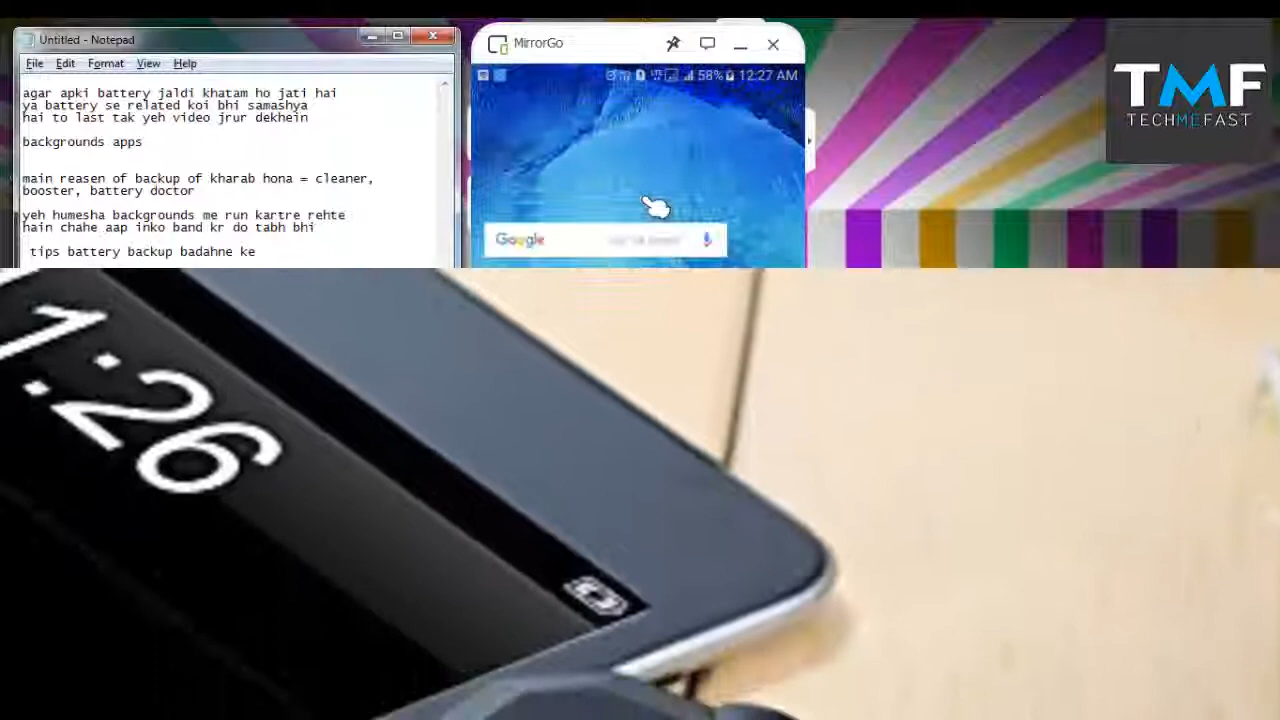 Untitled - Notepad
File Edit Format View Help
agar apki battery jaldi khatam ho jati hai
ya battery se related koi bhi samashya
hai to last tak yeh video jrur dekhein
backgrounds apps
main reasen of backup of kharab hona = cleaner,
booster, battery doctor
yeh humesha backgrounds me run kartre rehte
hain chahe aap inko band kr do tabh bhi
tips battery backup badahne ke
MirrorGo
58% 12:27 AM
Google
TMF
TECHMEFAST
1:26